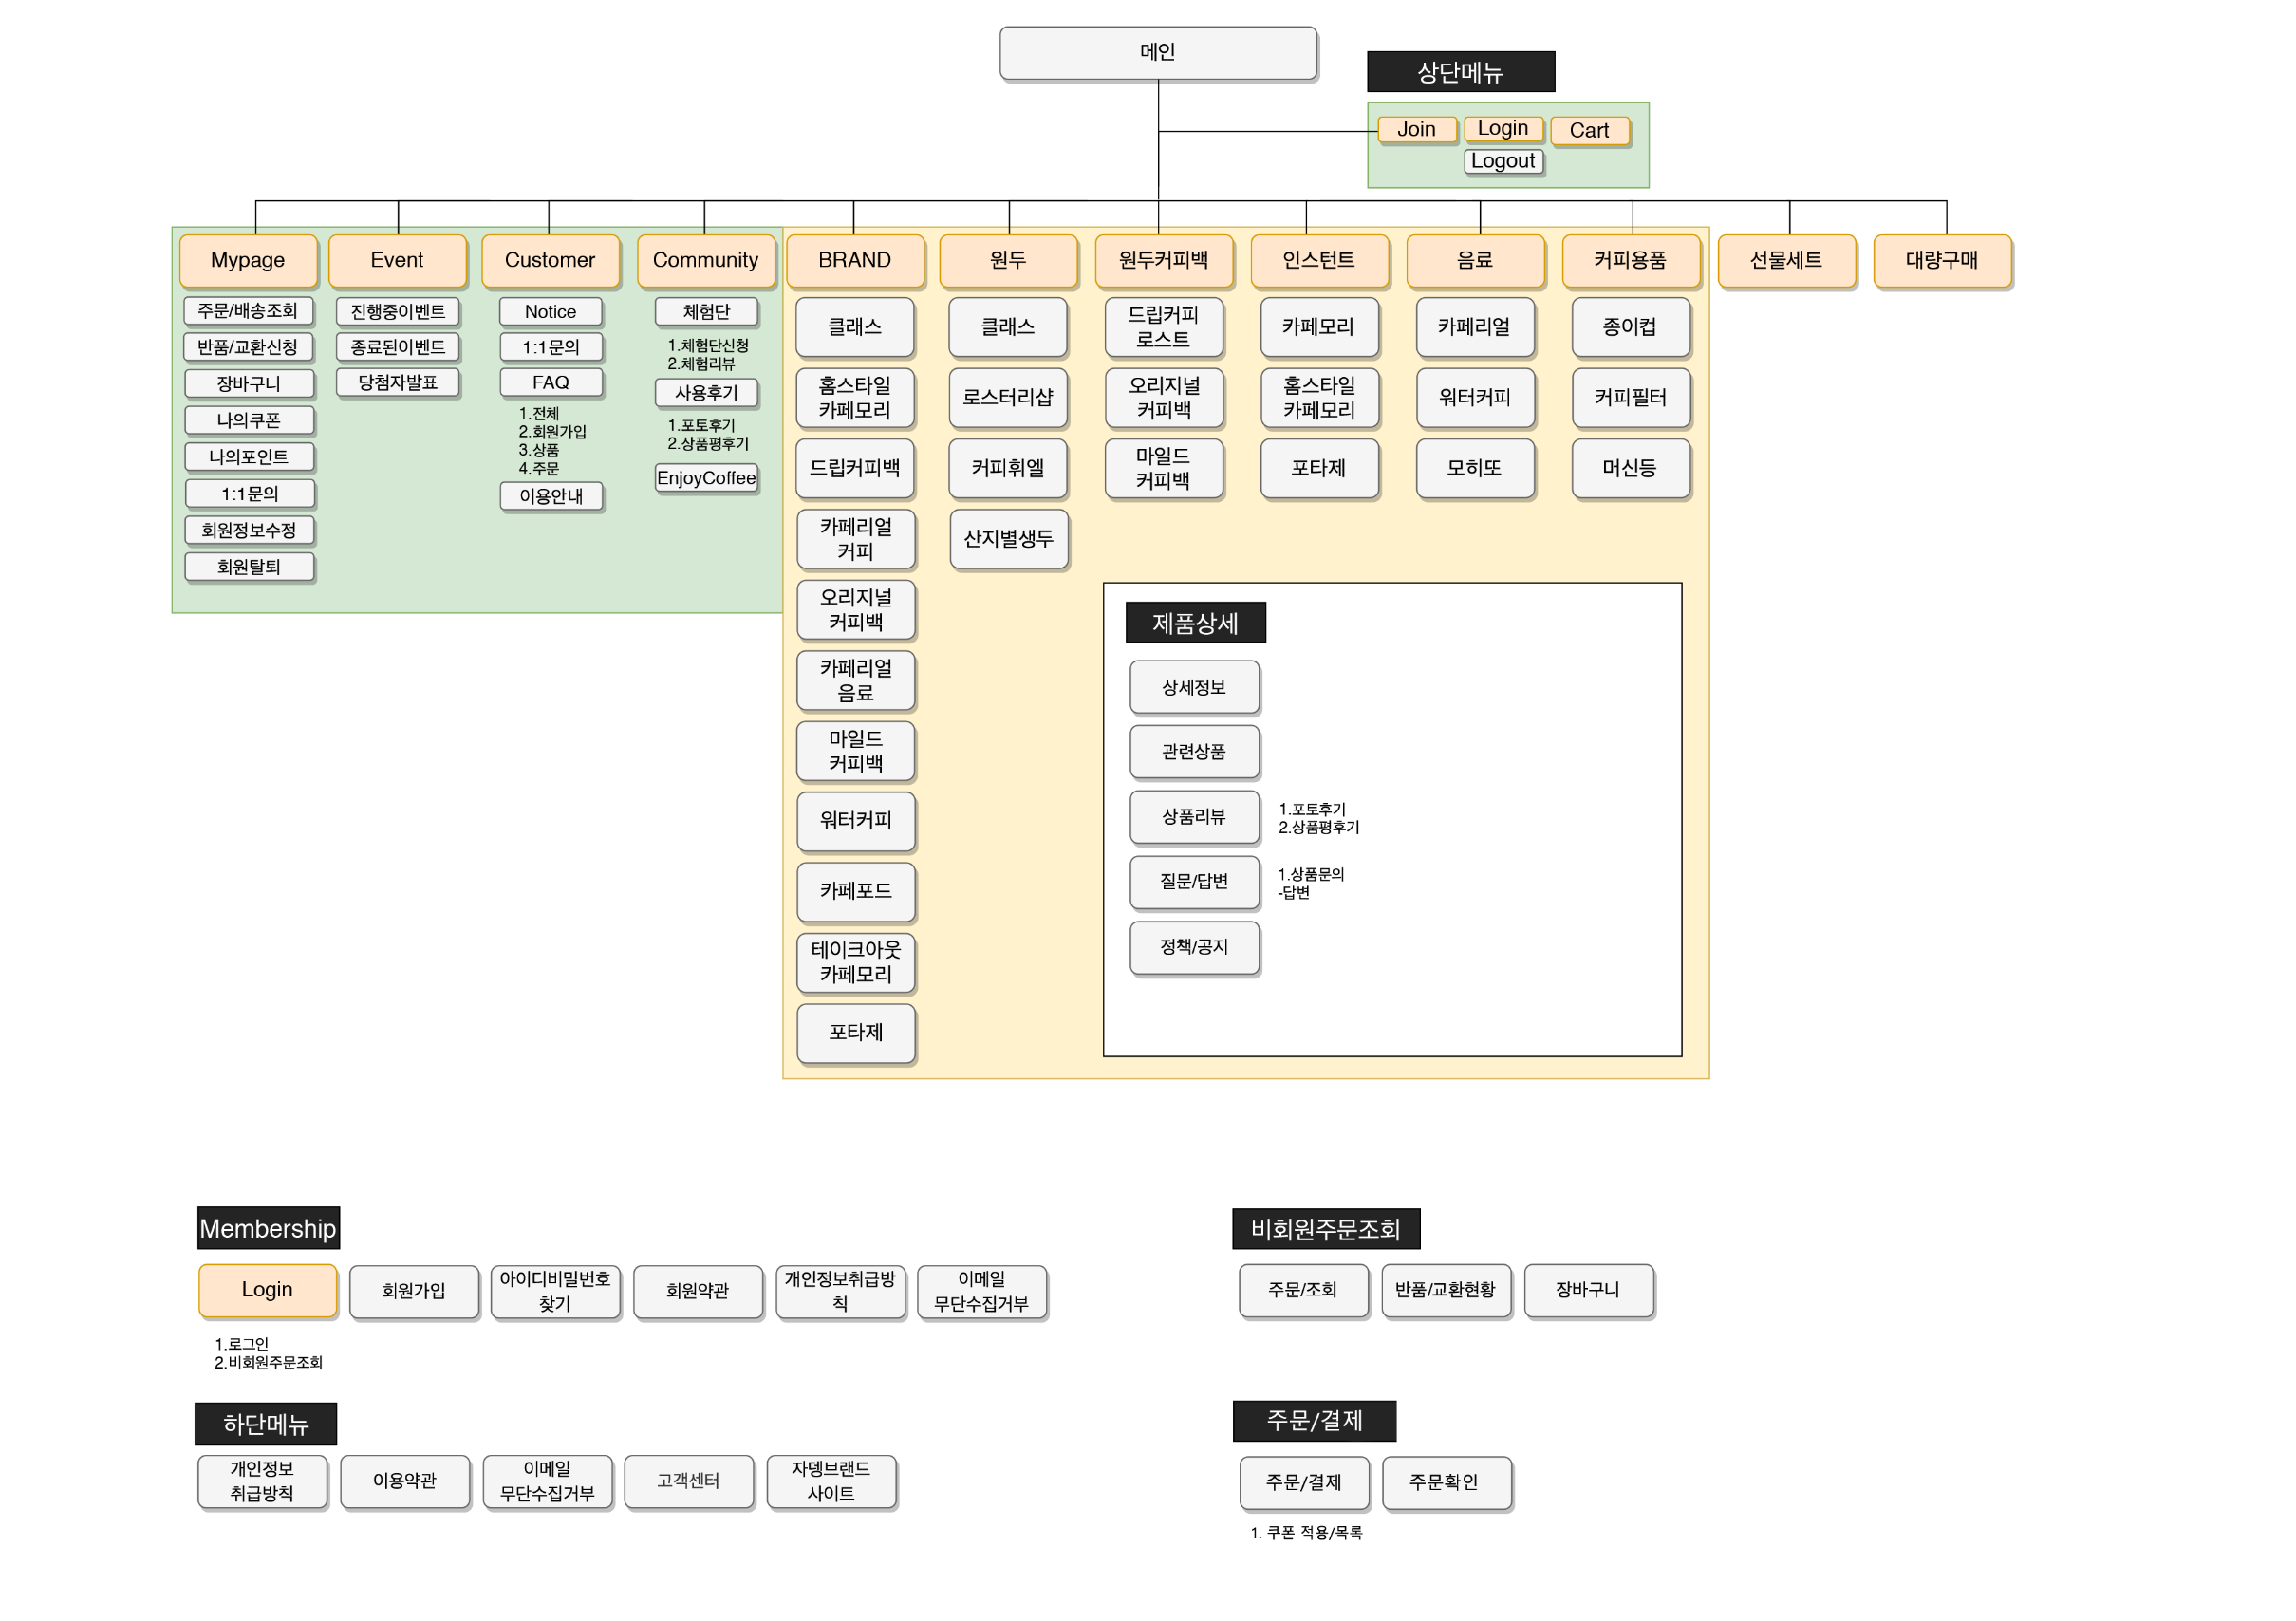 메인
상단메뉴
Join
Login
Cart
Logout
Mypage
Event
Customer
Community
BRAND
원두
원두커피백
인스턴트
음료
커피용품
선물세트
대량구매
주문/배송조회
반품/교환신청
장바구니
나의쿠폰
나의포인트
1:1문의
회원정보수정
회원탈퇴
진행중이벤트
종료된이벤트
당첨자발표
Notice
1:1문의
FAQ
1.전체
2.회원가입
3.상품
4.주문
이용안내
체험단
1.체험단신청
2.체험리뷰
사용후기
1.포토후기
2.상품평후기
EnjoyCoffee
클래스
홈스타일
카페모리
드립커피백
카페리얼
커피
오리지널
커피백
카페리얼
음료
마일드
커피백
워터커피
카페포드
테이크아웃
카페모리
포타제
클래스
로스터리샵
커피휘엘
산지별생두
드립커피
로스트
오리지널
커피백
마일드
커피백
카페모리
홈스타일
카페모리
포타제
카페리얼
워터커피
모히또
종이컵
커피필터
머신등
제품상세
상세정보
관련상품
상품리뷰
1.포토후기
2.상품평후기
질문/답변
1.상품문의
-답변
정책/공지
Membership
Login
회원가입
아이디비밀번호
찾기
회원약관
개인정보취급방
칙
이메일
무단수집거부
1.로그인
2.비회원주문조회
비회원주문조회
주문/조회
반품/교환현황
장바구니
하단메뉴
개인정보
취급방칙
이용약관
이메일
무단수집거부
고객센터
자뎅브랜드
사이트
주문/결제
주문/결제
주문확인
1. 쿠폰 적용/목록